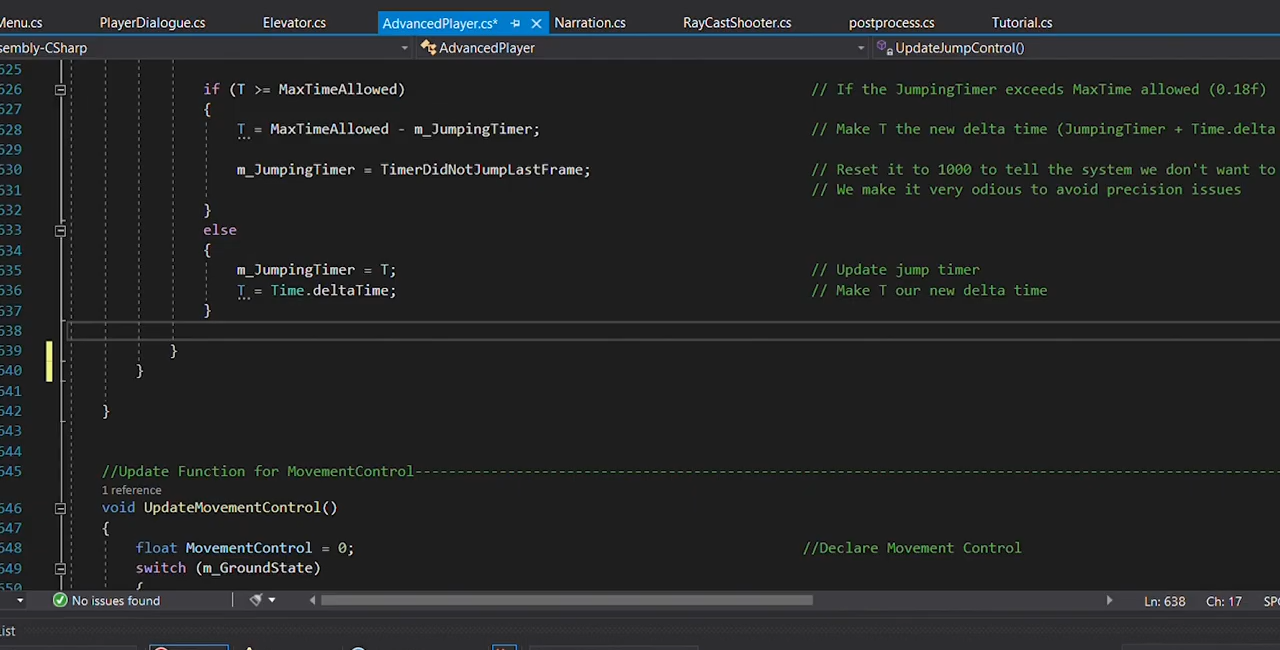 Menu.cs PlayerDialogue.cs Elevator.cs AdvancedPlayer.cs* Narration.cs RayCastShooter.cs postprocess.cs Tutorial.cs
sembly-CSharp AdvancedPlayer UpdateJumpControl()
625
526 if (T >= MaxTimeAllowed) // If the JumpingTimer exceeds MaxTime allowed (0.18f)
527 {
528 T = MaxTimeAllowed - m_JumpingTimer; // Make T the new delta time (JumpingTimer + Time.delta
529
530 m_JumpingTimer = TimerDidNotJumpLastFrame; // Reset it to 1000 to tell the system we don't want to
531 // We make it very odious to avoid precision issues
532 }
533 else
534 {
535 m_JumpingTimer = T; // Update jump timer
536 T = Time.deltaTime; // Make T our new delta time
537 }
538
539 }
540 }
541
542 }
543
544
545 //Update Function for MovementControl-----------------------------------------------------------
1 reference
546 void UpdateMovementControl()
547 {
548 float MovementControl = 0; //Declare Movement Control
549 switch (m_GroundState)
550 {
No issues found Ln: 638 Ch: 17 SPC
ist